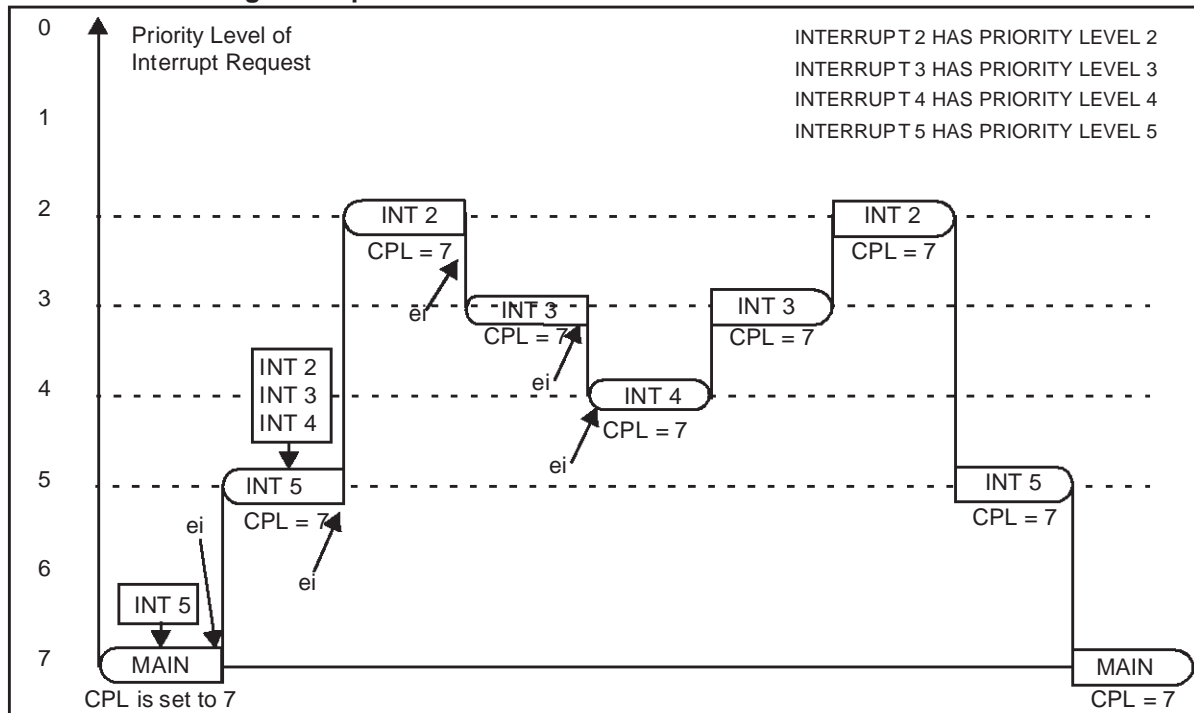 0
Priority Level of
Interrupt Request
INTERRUPT 2 HAS PRIORITY LEVEL 2
INTERRUPT 3 HAS PRIORITY LEVEL 3
INTERRUPT 4 HAS PRIORITY LEVEL 4
INTERRUPT 5 HAS PRIORITY LEVEL 5
1
2
INT 2
CPL = 7
INT 2
CPL = 7
ei
3
INT 3
CPL = 7
INT 3
CPL = 7
ei
INT 2
INT 3
INT 4
4
INT 4
CPL = 7
ei
5
INT 5
CPL = 7
INT 5
CPL = 7
ei
ei
6
INT 5
7
MAIN
CPL is set to 7
MAIN
CPL = 7